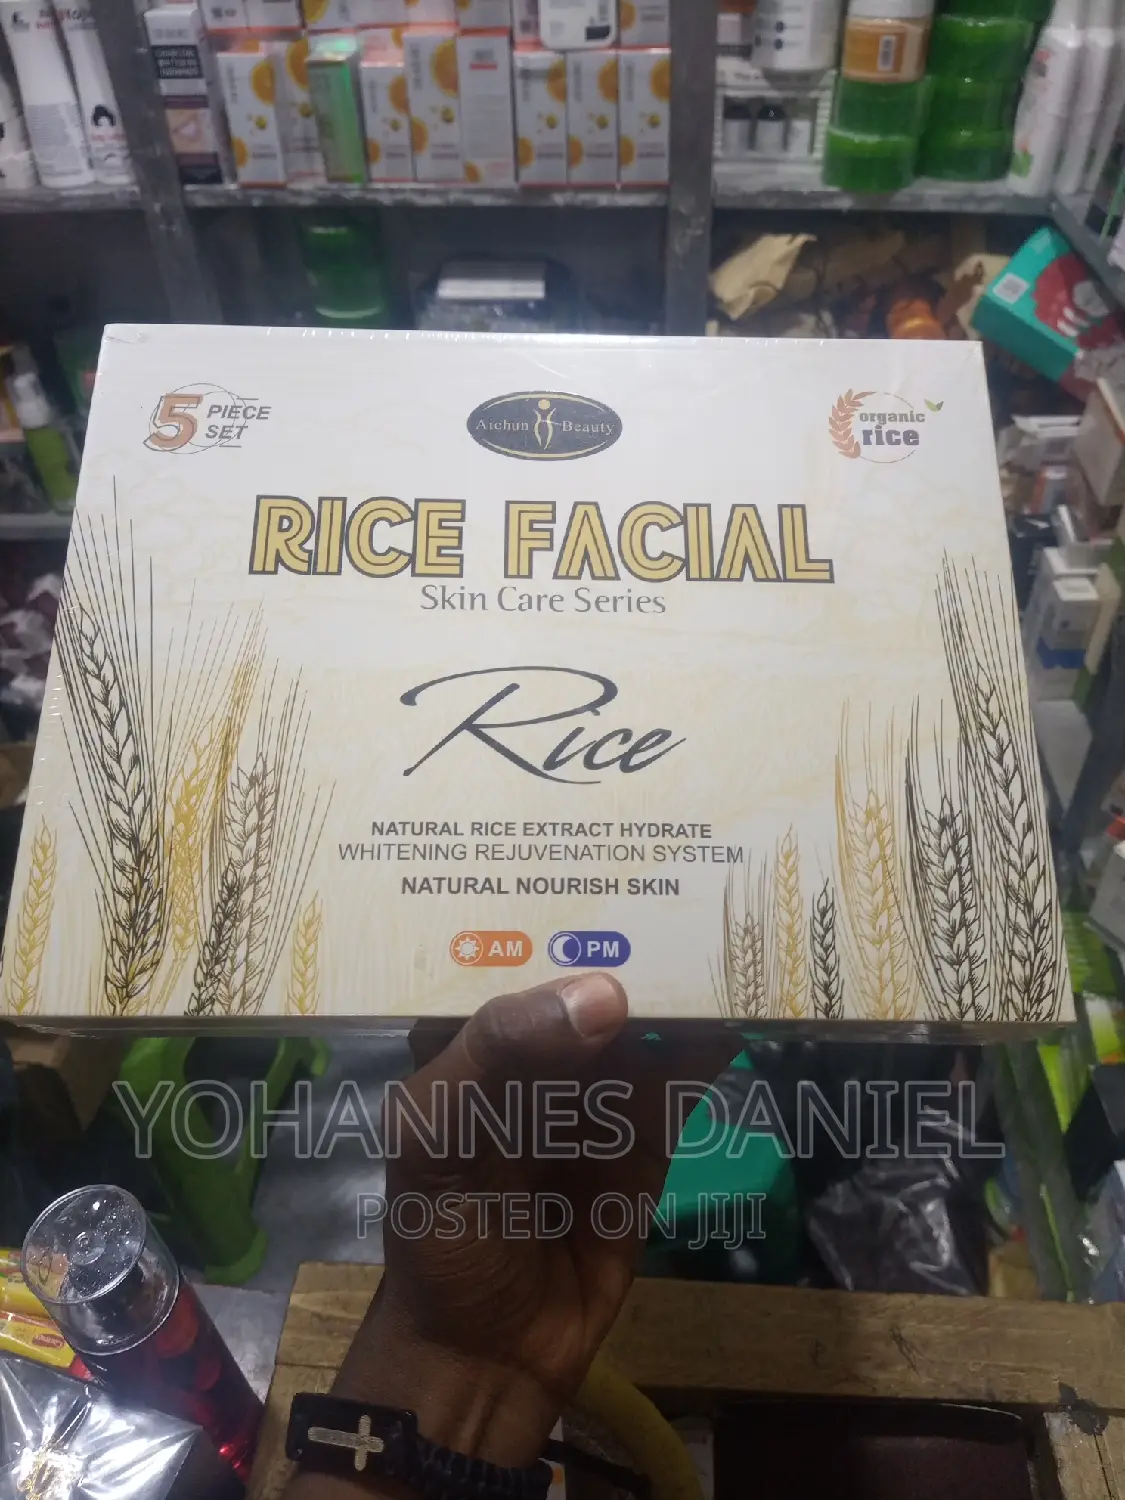 5 PIECE
SET
Aichun Beauty
organic
rice
RICE FACIAL
Skin Care Series
Rice
NATURAL RICE EXTRACT HYDRATE
WHITENING REJUVENATION SYSTEM
NATURAL NOURISH SKIN
AM PM
YOHANNES DANIEL
POSTED ON JIJI